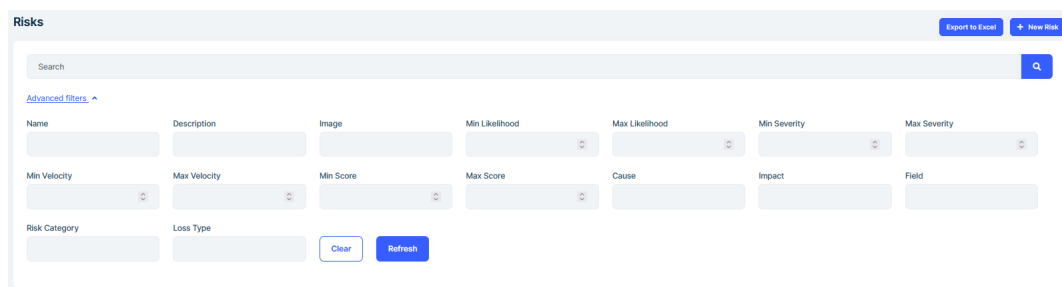 Risks
Export to Excel
+ New Risk
Search
Advanced filters
Name Description Image Min Likelihood Max Likelihood Min Severity Max Severity
Min Velocity Max Velocity Min Score Max Score Cause Impact Field
Risk Category Loss Type
Clear Refresh